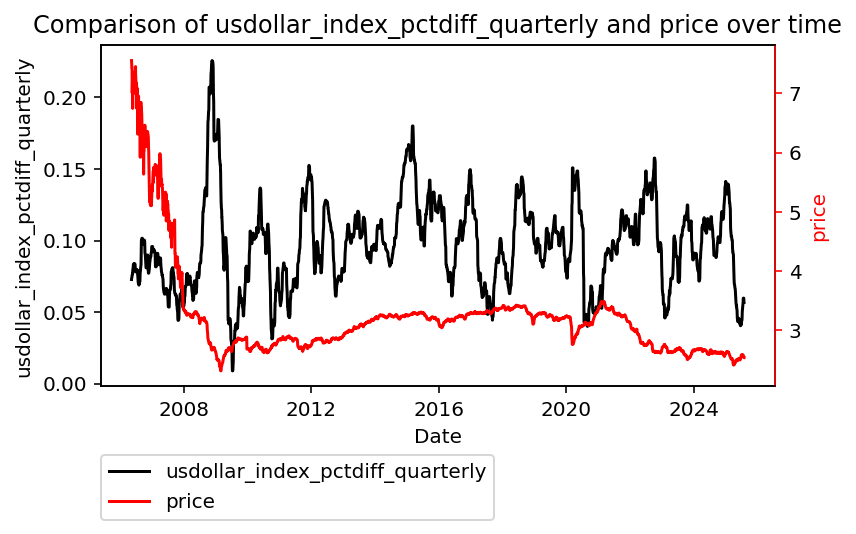 Comparison of usdollar_index_pctdiff_quarterly and price over time
usdollar_index_pctdiff_quarterly
0.20
0.15
0.10
0.05
0.00
7
6
5
4
3
price
2008 2012 2016 2020 2024
Date
usdollar_index_pctdiff_quarterly
price